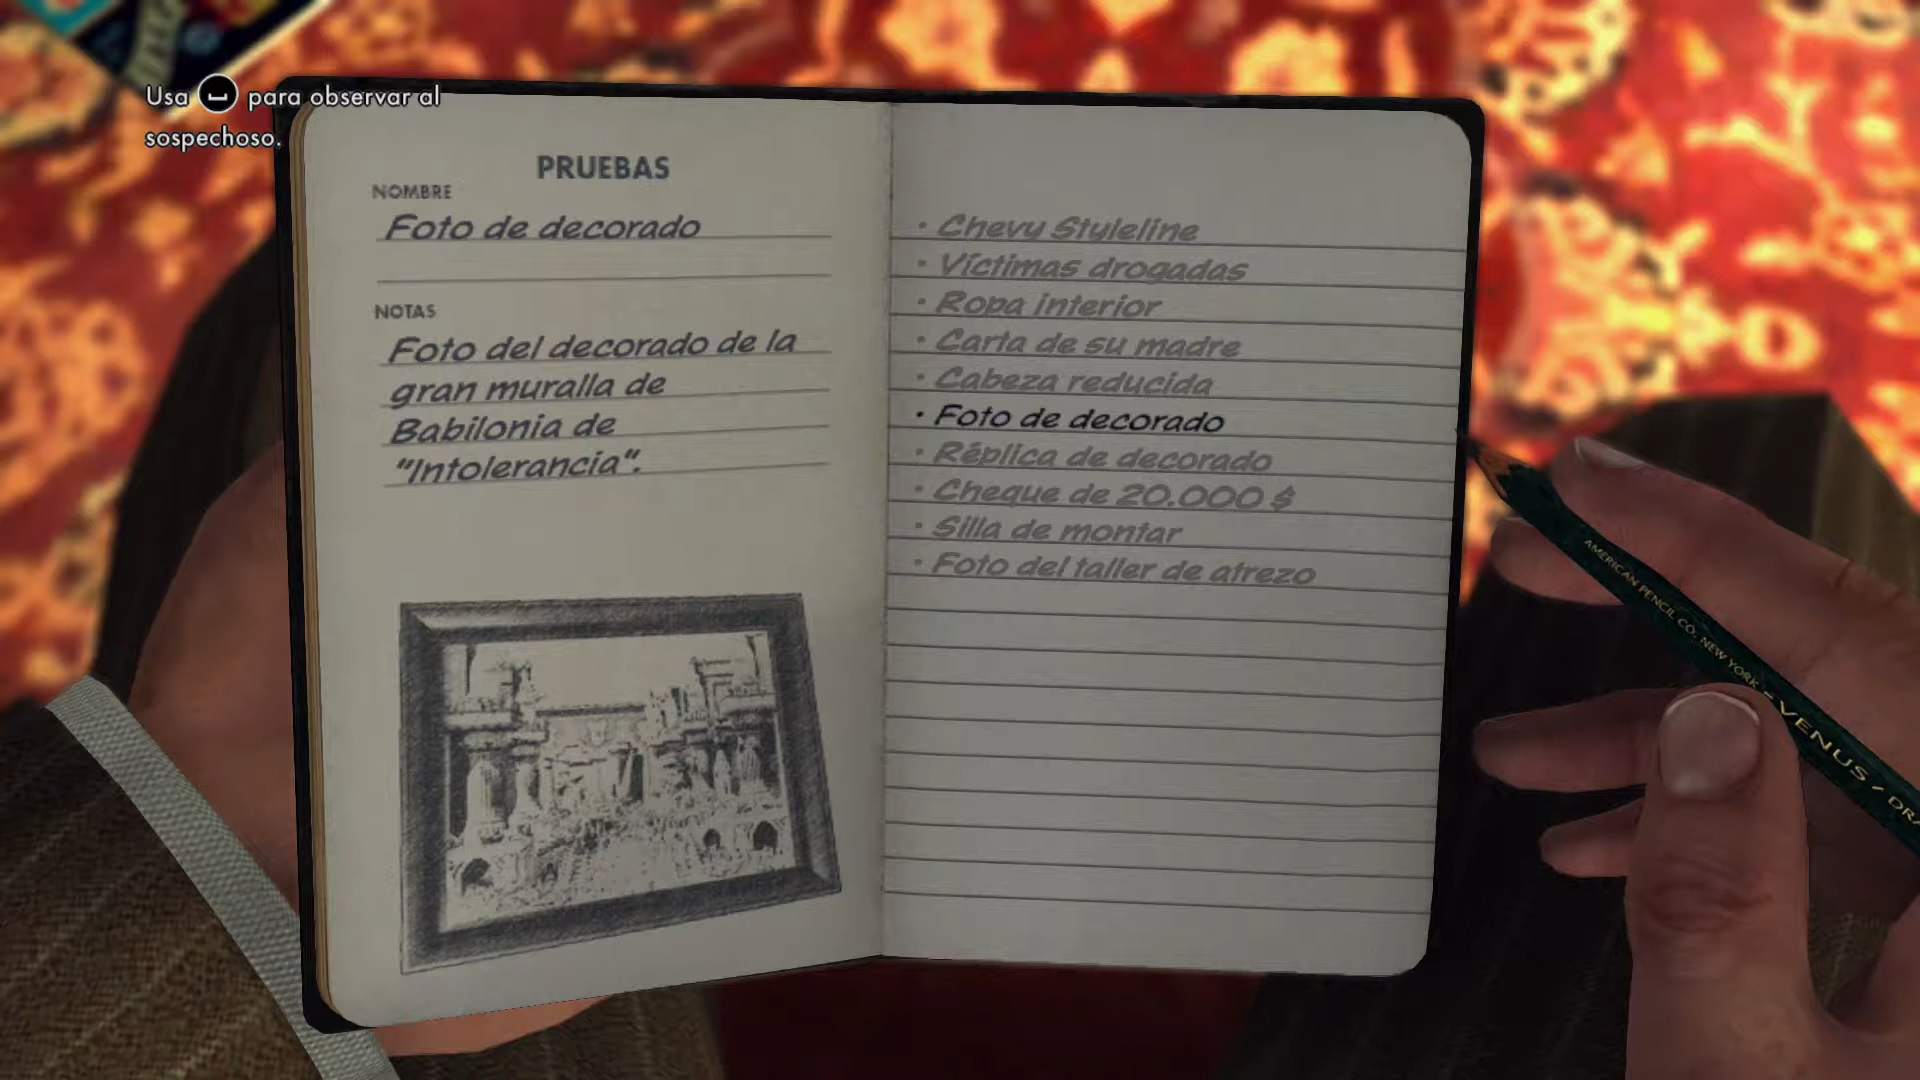 Usa para observar al
sospechoso.
PRUEBAS
NOMBRE
Foto de decorado
NOTAS
Foto del decorado de la
gran muralla de
Babilonia de
"Intolerancia".
· Chevy Styleline
· Víctimas drogadas
· Ropa interior
· Carta de su madre
· Cabeza reducida
· Foto de decorado
· Réplica de decorado
· Cheque de 20.000 $
· Silla de montar
· Foto del taller de atrezo
AMERICAN PENCIL CO. NEW YORK - VENUS / DRA